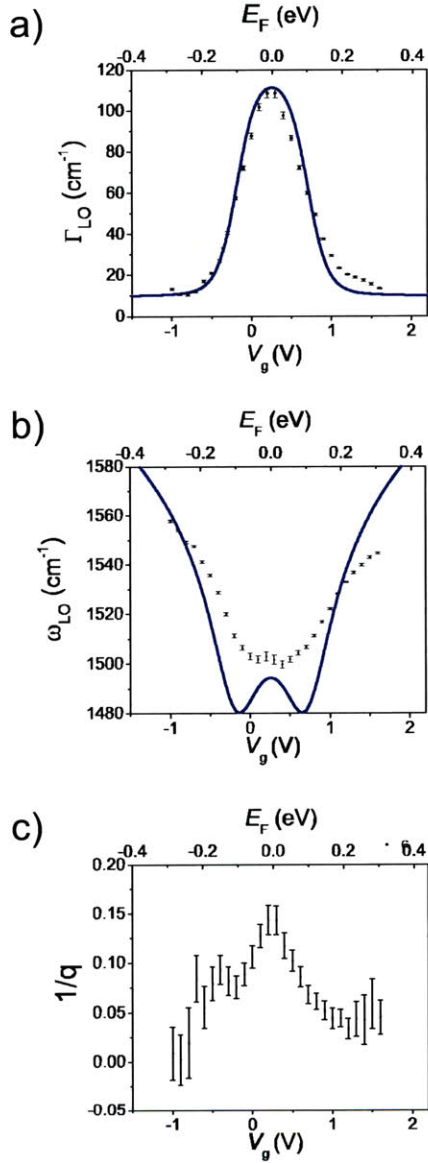 a)
E_F (eV)
-0.4 -0.2 0.0 0.2 0.4
Γ_LO (cm⁻¹)
120
100
80
60
40
20
0
-1 0 1 2
V_g (V)
b)
E_F (eV)
-0.4 -0.2 0.0 0.2 0.4
ω_LO (cm⁻¹)
1580
1560
1540
1520
1500
1480
-1 0 1 2
V_g (V)
c)
E_F (eV)
-0.4 -0.2 0.0 0.2 0.4
1/q
0.20
0.15
0.10
0.05
0.00
-0.05
-1 0 1 2
V_g (V)